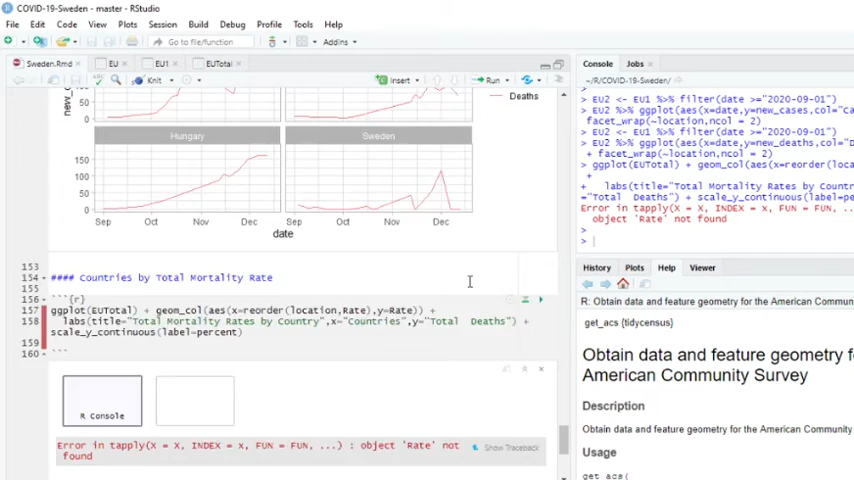 COVID-19-Sweden - master - RStudio
File Edit Code View Plots Session Build Debug Profile Tools Help
Go to file/function
Addins
Sweden.Rmd
EU
EU1
EUTotal
Knit
Insert
Run
Deaths
50
0
Hungary
Sweden
150
100
50
0
Sep Oct Nov Dec Sep Oct Nov Dec
date
153
154 #### Countries by Total Mortality Rate
155
156 ```{r}
157 ggplot(EUTotal) + geom_col(aes(x=reorder(location,Rate),y=Rate)) +
158 labs(title="Total Mortality Rates by Country",x="Countries",y="Total  Deaths") +
scale_y_continuous(label=percent)
159
160 ```
R Console
Error in tapply(X = X, INDEX = x, FUN = FUN, ...) : object 'Rate' not
found
Show Traceback
Console Jobs
~/R/COVID-19-Sweden/
>
> EU2 <- EU1 %>% filter(date >="2020-09-01")
> EU2 %>% ggplot(aes(x=date,y=new_cases,col="Ca
facet_wrap(~location,ncol = 2)
> EU2 <- EU1 %>% filter(date >="2020-09-01")
> EU2 %>% ggplot(aes(x=date,y=new_deaths,col="D
+ facet_wrap(~location,ncol = 2)
> ggplot(EUTotal) + geom_col(aes(x=reorder(loca
+
+ labs(title="Total Mortality Rates by Countr
="Total  Deaths") + scale_y_continuous(label=pe
Error in tapply(X = X, INDEX = x, FUN = FUN, ..
object 'Rate' not found
>
>
History Plots Help Viewer
R: Obtain data and feature geometry for the American Commun
get_acs {tidycensus}
Obtain data and feature geometry fo
American Community Survey
Description
Obtain data and feature geometry for the American Community
Usage
get_acs(